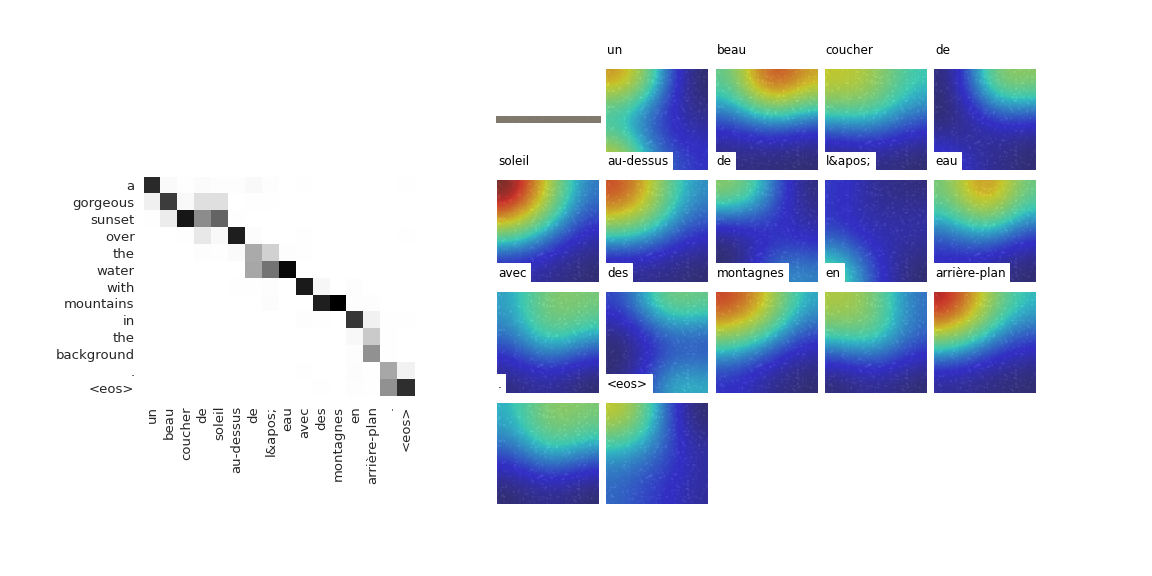 a
gorgeous
sunset
over
the
water
with
mountains
in
the
background
.
<eos>
un
beau
coucher
de
soleil
au-dessus
de
l&apos;
eau
avec
des
montagnes
en
arrière-plan
.
<eos>
un
beau
coucher
de
soleil
au-dessus
de
l&apos;
eau
avec
des
montagnes
en
arrière-plan
.
<eos>